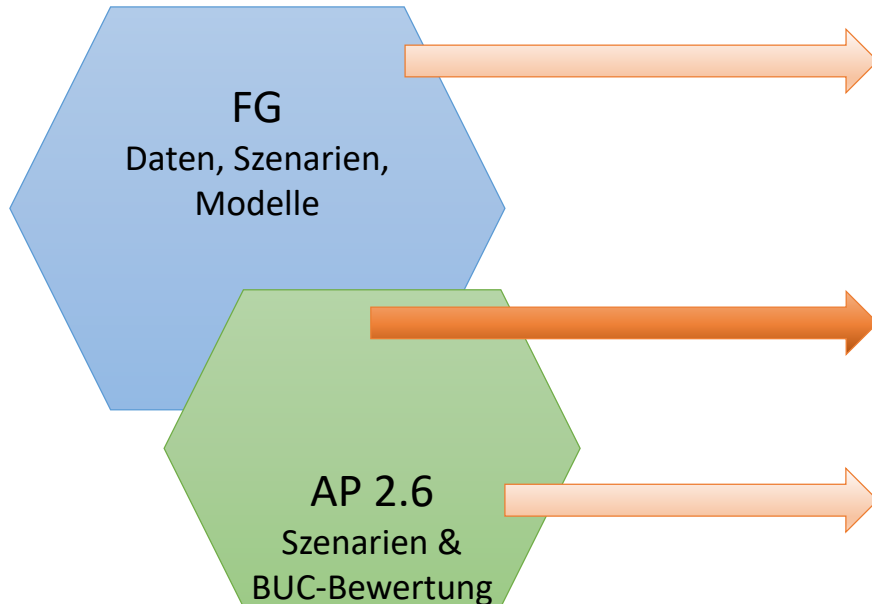 FG
Daten, Szenarien,
Modelle
AP 2.6
Szenarien &
BUC-Bewertung